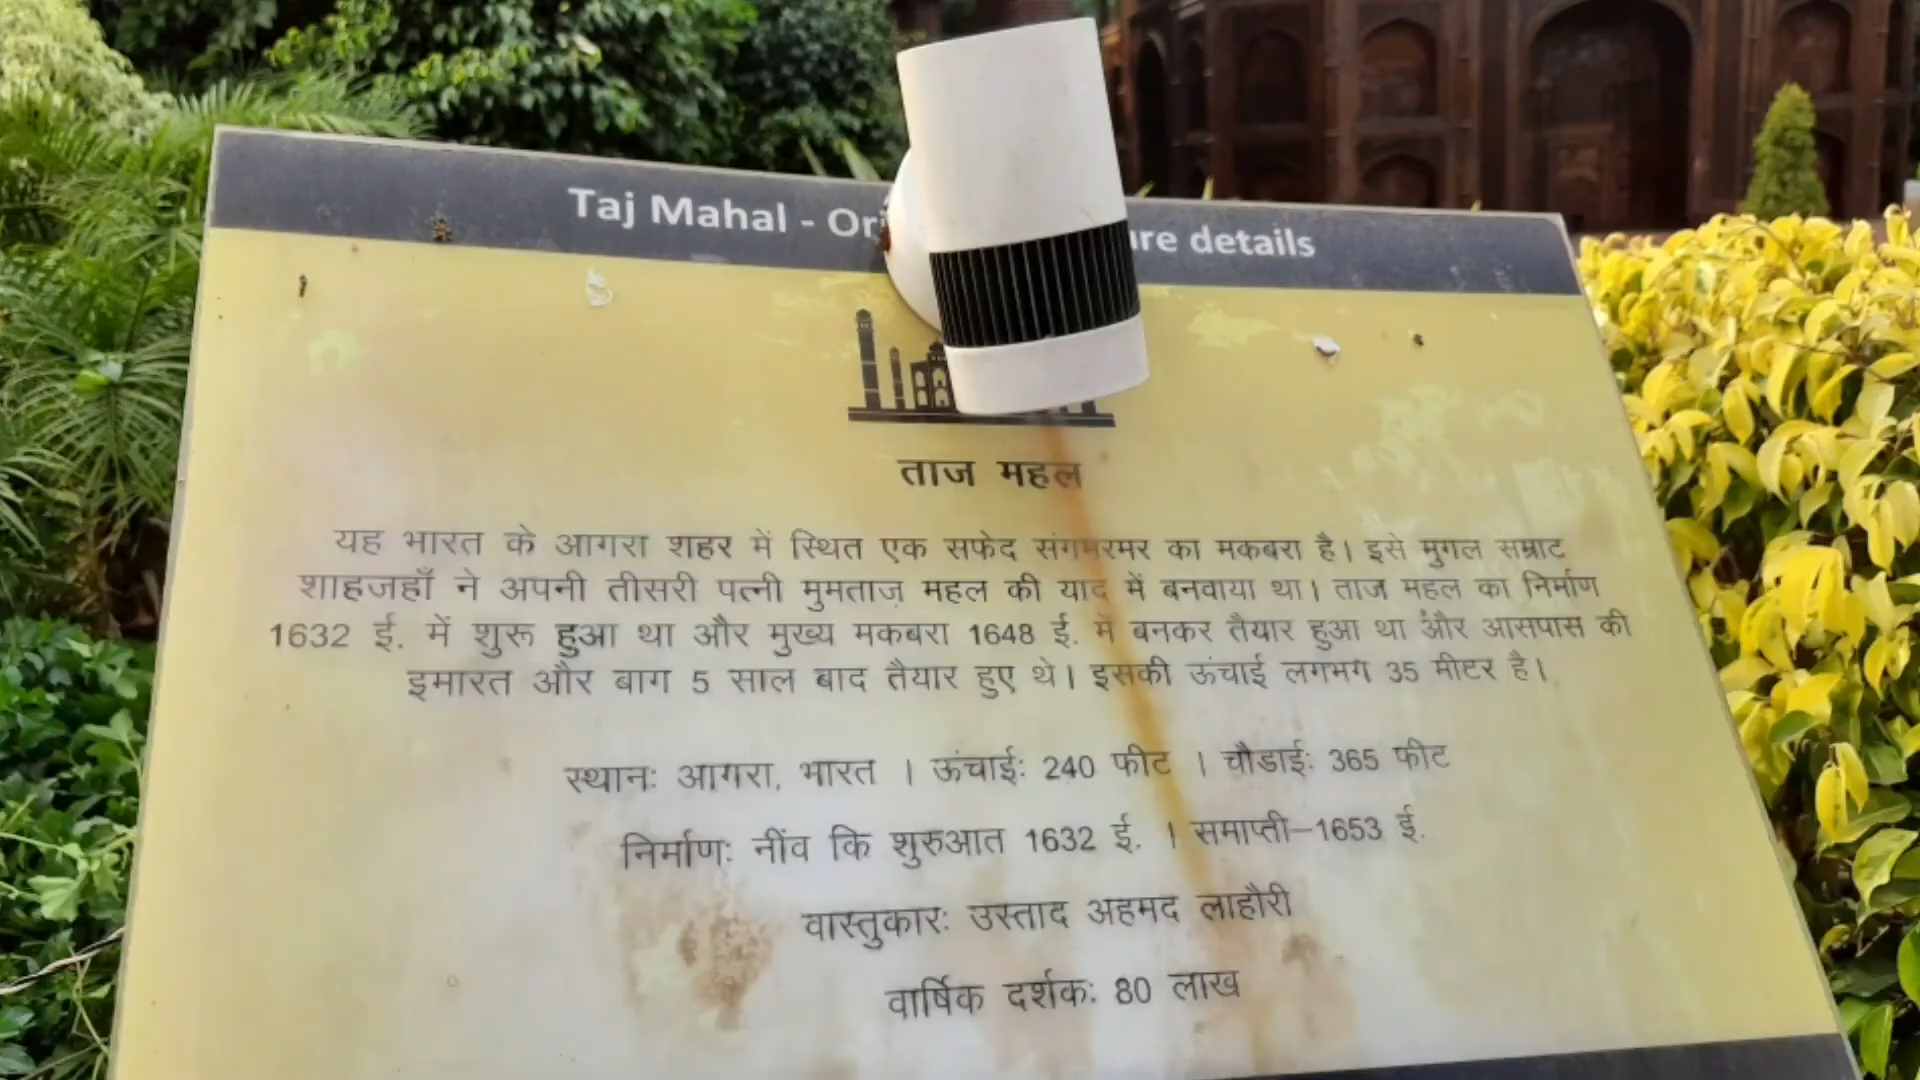 Taj Mahal - details
ताज महल
यह भारत के आगरा शहर में स्थित एक सफेद संगमरमर का मकबरा है। इसे मुगल सम्राट
शाहजहाँ ने अपनी तीसरी पत्नी मुमताज़ महल की याद में बनवाया था। ताज महल का निर्माण
1632 ई. में शुरू हुआ था और मुख्य मकबरा 1648 ई. में बनकर तैयार हुआ था और आसपास की
इमारत और बाग 5 साल बाद तैयार हुए थे। इसकी ऊंचाई लगभग 35 मीटर है।
स्थानः आगरा, भारत । ऊंचाईः 240 फीट । चौडाईः 365 फीट
निर्माणः नींव कि शुरुआत 1632 ई. । समाप्ती–1653 ई.
वास्तुकारः उस्ताद अहमद लाहौरी
वार्षिक दर्शकः 80 लाख